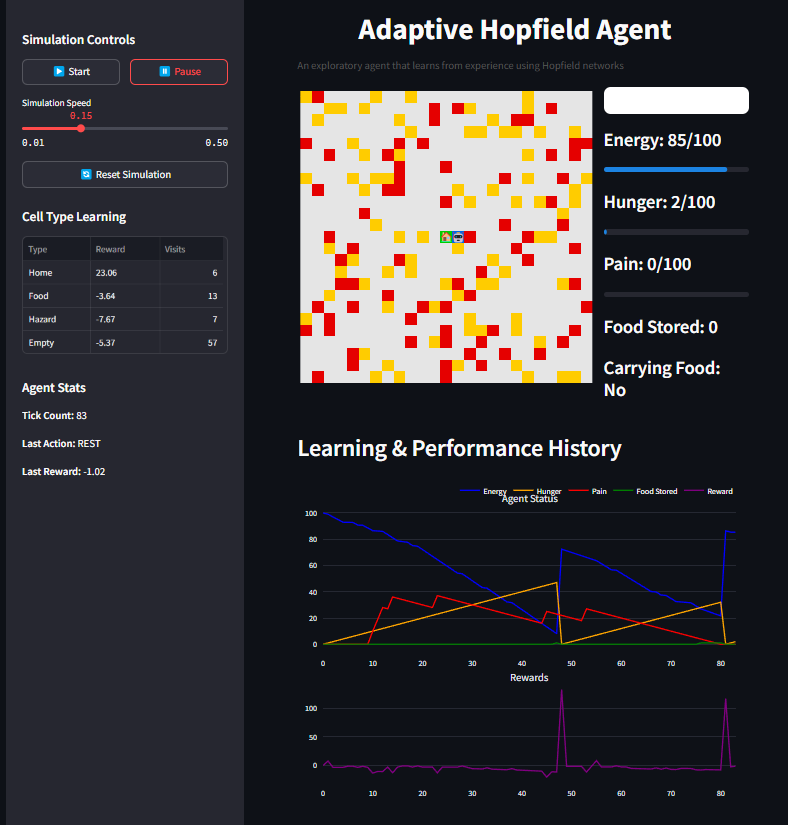 Simulation Controls
Start
Pause
Simulation Speed
0.15
0.01 0.50
Reset Simulation
Cell Type Learning
Type Reward Visits
Home 23.06 6
Food -3.64 13
Hazard -7.67 7
Empty -5.37 57
Agent Stats
Tick Count: 83
Last Action: REST
Last Reward: -1.02
Adaptive Hopfield Agent
An exploratory agent that learns from experience using Hopfield networks
Energy: 85/100
Hunger: 2/100
Pain: 0/100
Food Stored: 0
Carrying Food:
No
Learning & Performance History
Energy Hunger Pain Food Stored Reward
Agent Status
100
80
60
40
20
0
0 10 20 30 40 50 60 70 80
Rewards
100
50
0
0 10 20 30 40 50 60 70 80